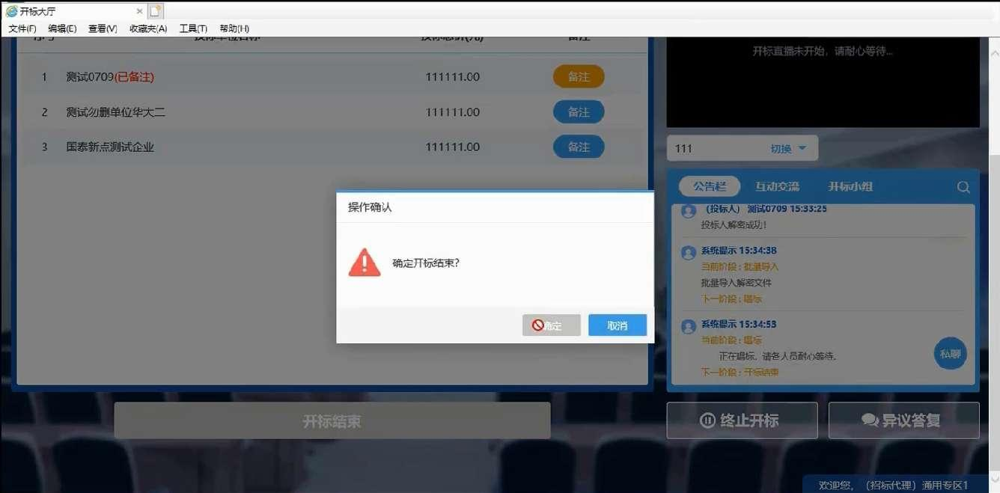 开标大厅
文件(F) 编辑(E) 查看(V) 收藏夹(A) 工具(T) 帮助(H)
序号 投标单位名称 投标总价(元) 备注
1 测试0709(已备注) 111111.00 备注
2 测试勿删单位华大二 111111.00 备注
3 国泰新点测试企业 111111.00 备注
开标直播未开始，请耐心等待...
111 切换
公告栏 互动交流 开标小组
(投标人) 测试0709 15:33:25
投标人解密成功!
系统提示 15:34:38
当前阶段：批量导入
批量导入解密文件
下一阶段：唱标
系统提示 15:34:53
当前阶段：唱标
正在唱标，请各人员耐心等待。
下一阶段：开标结束
私聊
操作确认
确定开标结束?
确定 取消
开标结束
终止开标 异议答复
欢迎您，（招标代理）通用专区1